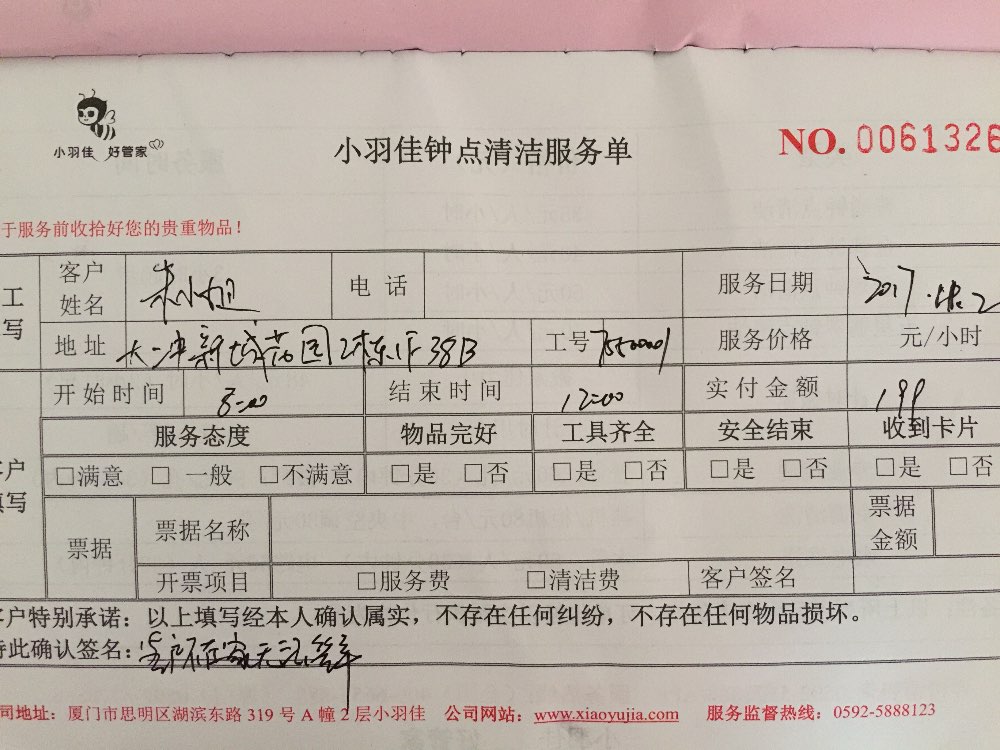 小羽佳 好管家
小羽佳钟点清洁服务单
NO. 0061326
于服务前收拾好您的贵重物品！
工 客户 电话 服务日期 2017.
写 姓名 小姐
地址 新城花园2栋1F38B 工号 服务价格 元/小时
开始时间 8:00 结束时间 12:00 实付金额 199
服务态度 物品完好 工具齐全 安全结束 收到卡片
户 □满意 □一般 □不满意 □是 □否 □是 □否 □是 □否 □是 □否
填写 票据 票据名称 票据金额
开票项目 □服务费 □清洁费 客户签名
客户特别承诺：以上填写经本人确认属实，不存在任何纠纷，不存在任何物品损坏。
特此确认签名：客户不在家无法签字
司地址：厦门市思明区湖滨东路 319 号 A 幢 2 层小羽佳 公司网站：www.xiaoyujia.com 服务监督热线：0592-5888123